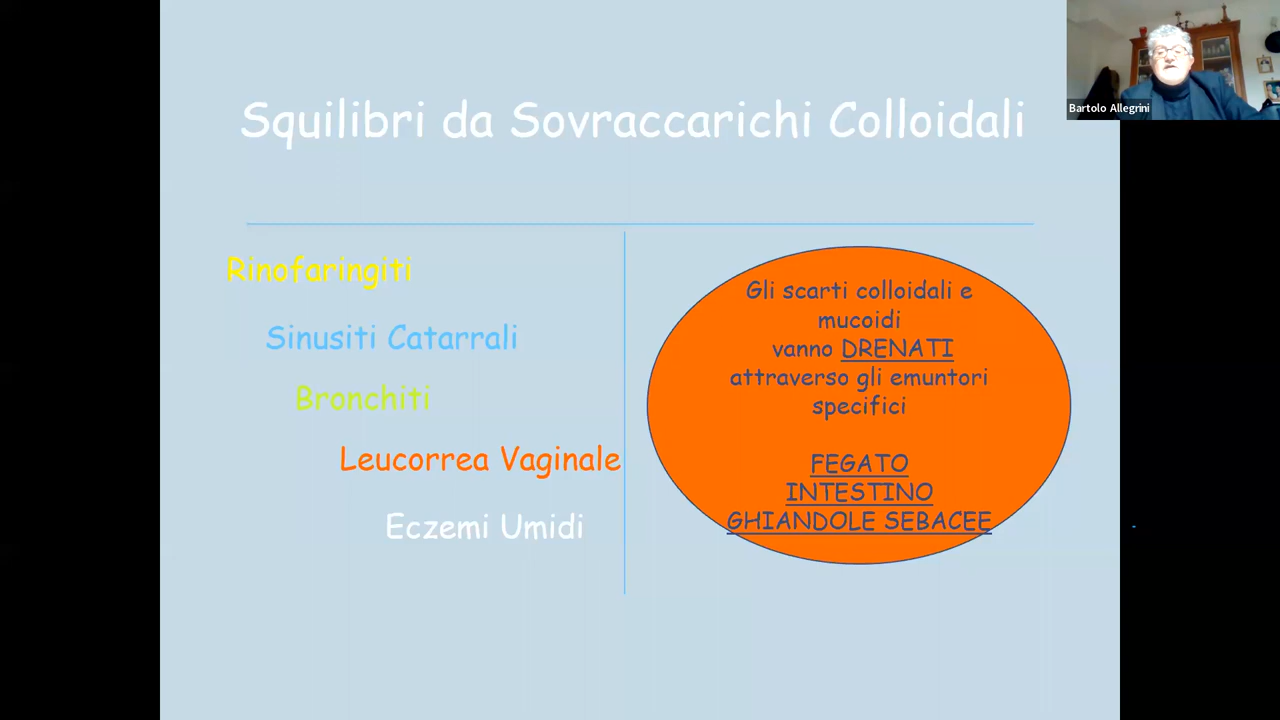 Bartolo Allegrini
Squilibri da Sovraccarichi Colloidali
Rinofaringiti
Sinusiti Catarrali
Bronchiti
Leucorrea Vaginale
Eczemi Umidi
Gli scarti colloidali e
mucoidi
vanno DRENATI
attraverso gli emuntori
specifici
FEGATO
INTESTINO
GHIANDOLE SEBACEE